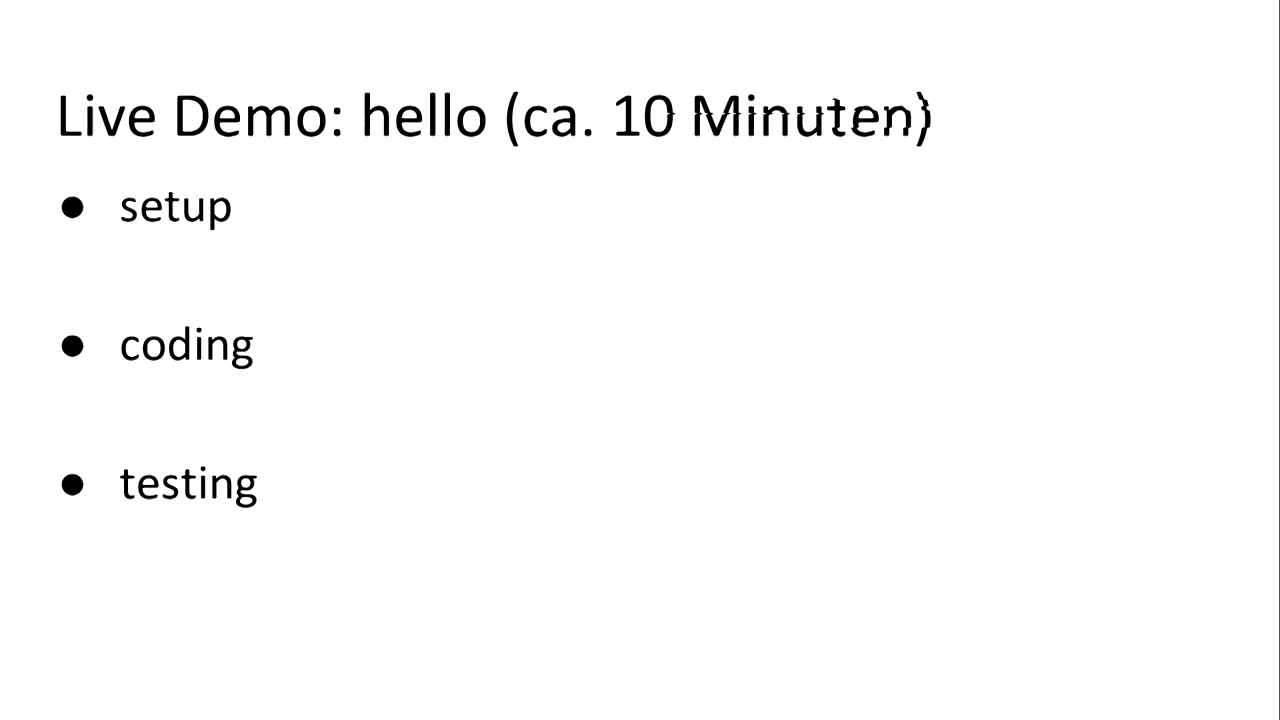 Live Demo: hello (ca. 10 Minuten)
● setup
● coding
● testing